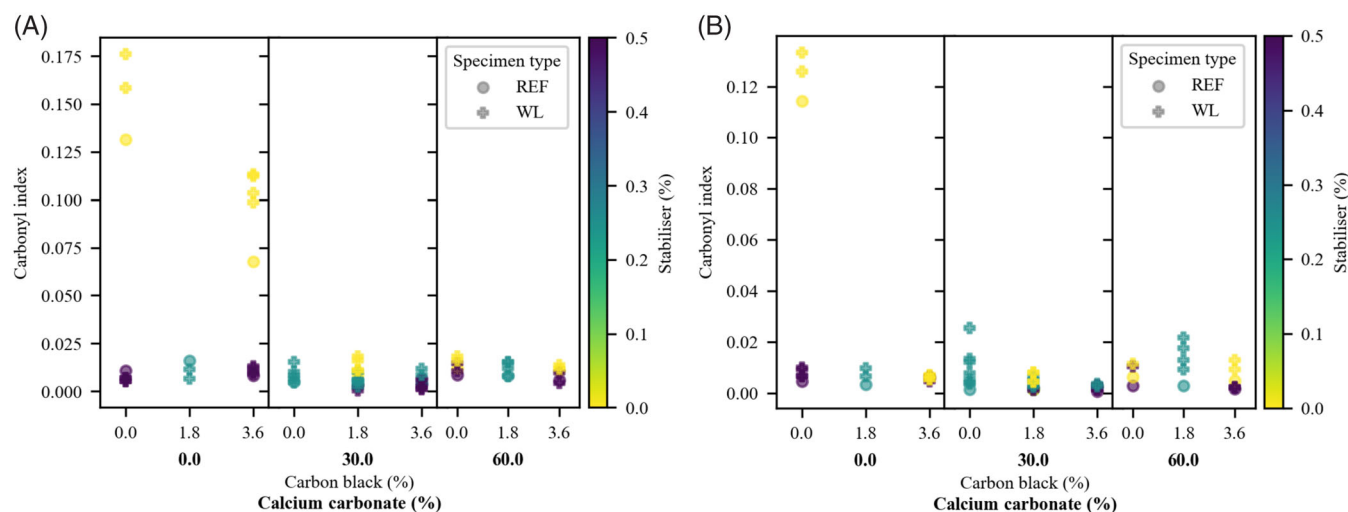 (A)
0.175
0.150
0.125
0.100
0.075
0.050
0.025
0.000
Carbonyl index
Specimen type
REF
WL
0.5
0.4
0.3
0.2
0.1
0.0
Stabiliser (%)
0.0 1.8 3.6 0.0 1.8 3.6 0.0 1.8 3.6
0.0 30.0 60.0
Carbon black (%)
Calcium carbonate (%)
(B)
0.12
0.10
0.08
0.06
0.04
0.02
0.00
Carbonyl index
Specimen type
REF
WL
0.5
0.4
0.3
0.2
0.1
0.0
Stabiliser (%)
0.0 1.8 3.6 0.0 1.8 3.6 0.0 1.8 3.6
0.0 30.0 60.0
Carbon black (%)
Calcium carbonate (%)